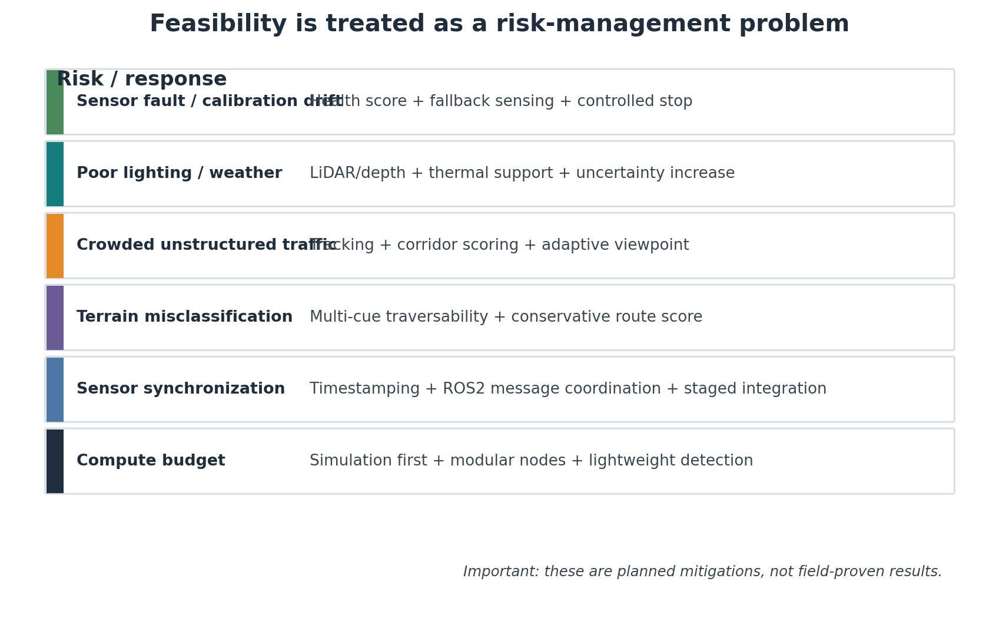 Feasibility is treated as a risk-management problem
Risk / response
Sensor fault / calibration drift Health score + fallback sensing + controlled stop
Poor lighting / weather LiDAR/depth + thermal support + uncertainty increase
Crowded unstructured traffic Tracking + corridor scoring + adaptive viewpoint
Terrain misclassification Multi-cue traversability + conservative route score
Sensor synchronization Timestamping + ROS2 message coordination + staged integration
Compute budget Simulation first + modular nodes + lightweight detection
Important: these are planned mitigations, not field-proven results.